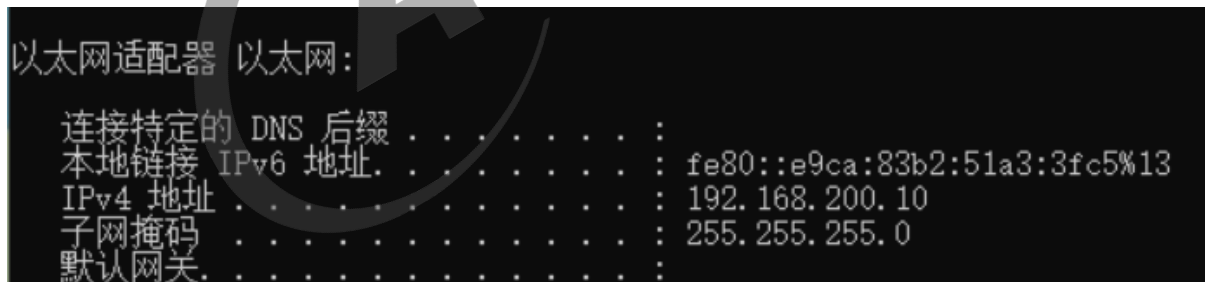 以太网适配器 以太网:
连接特定的 DNS 后缀 . . . . . . . :
本地链接 IPv6 地址. . . . . . . . : fe80::e9ca:83b2:51a3:3fc5%13
IPv4 地址 . . . . . . . . . . . . : 192.168.200.10
子网掩码 . . . . . . . . . . . . : 255.255.255.0
默认网关. . . . . . . . . . . . . :